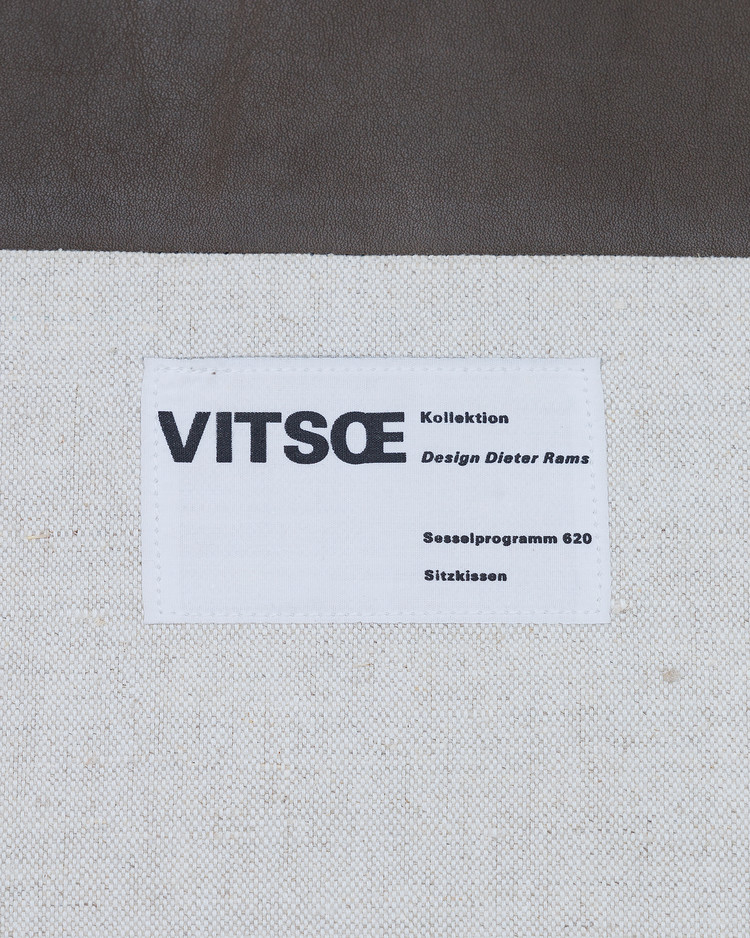 VITSŒ
Kollektion
Design Dieter Rams
Sesselprogramm 620
Sitzkissen